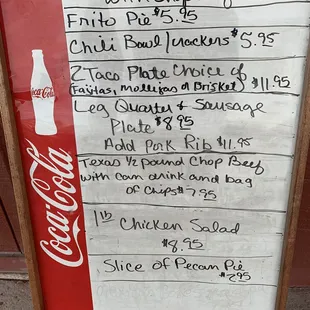 Frito Pie $5.95
Chili Bowl/crackers $5.95
2 Taco Plate Choice of
(Fajitas, Mollejas or Brisket) $11.95
Leg Quarter & Sausage
Plate $8.95
Add Pork Rib $11.95
Texas ½ Pound Chop Beef
with can drink and bag
of Chips $7.95
1 lb Chicken Salad
$8.95
Slice of Pecan Pie
$2.95
Coca-Cola
Coca-Cola